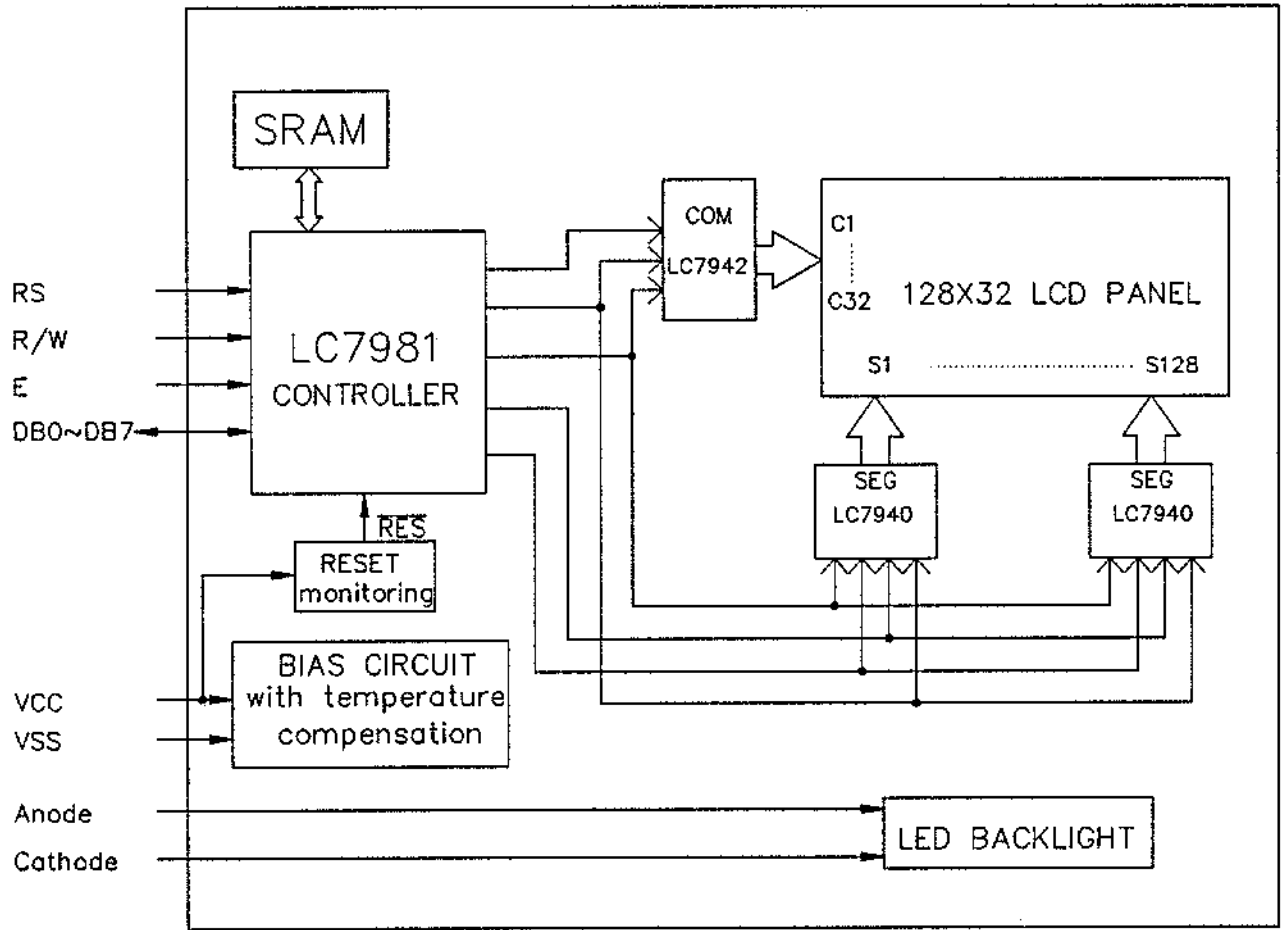 SRAM
COM
LC7942
C1
C32
128X32 LCD PANEL
S1
S128
RS
R/W
E
DB0~DB7
LC7981
CONTROLLER
SEG
LC7940
SEG
LC7940
RES
RESET
monitoring
BIAS CIRCUIT
with temperature
compensation
VCC
VSS
Anode
Cathode
LED BACKLIGHT